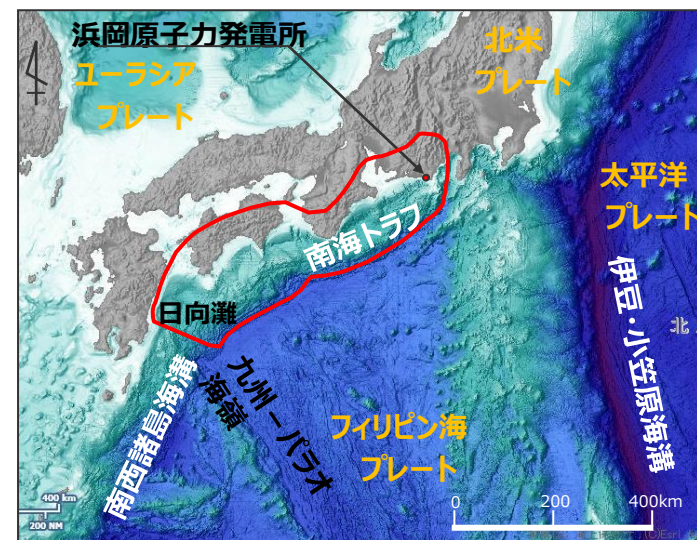 浜岡原子力発電所
北米
プレート
ユーラシア
プレート
太平洋
プレート
南海トラフ
伊豆・小笠原海溝
日向灘
北
九州－パラオ
海嶺
南西諸島海溝
フィリピン海
プレート
400 km
200 NM
0 200 400km